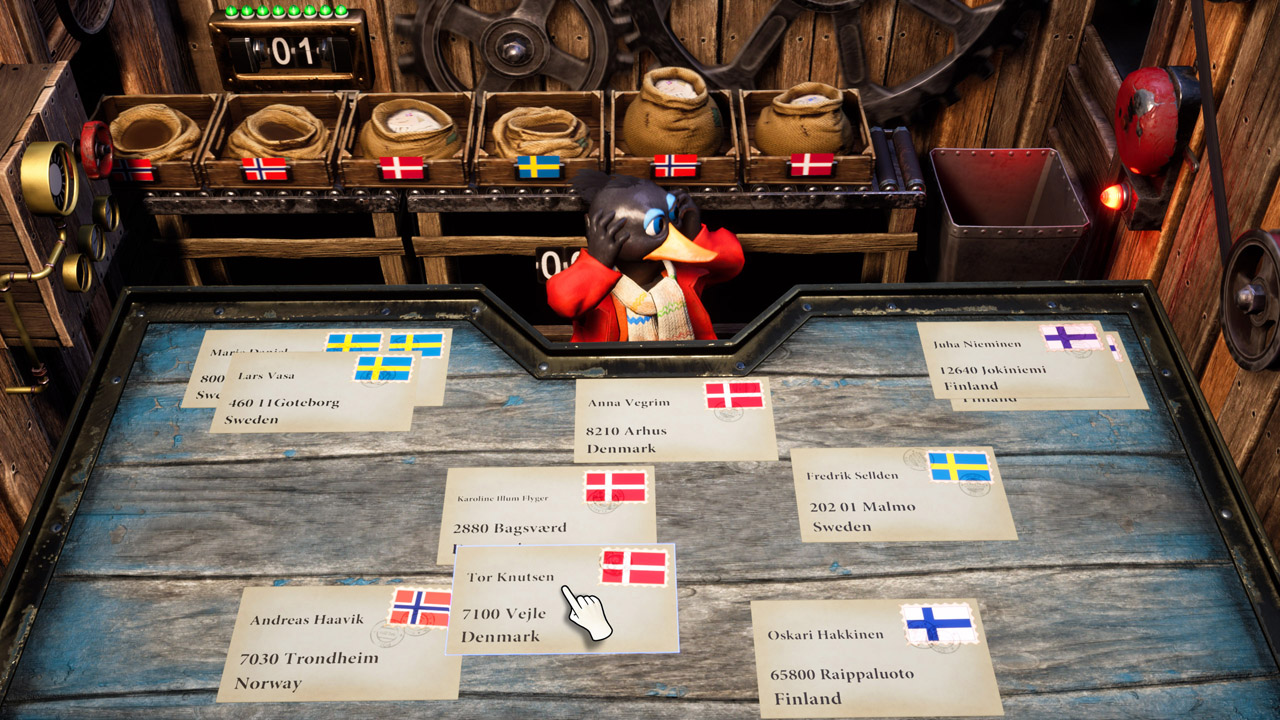 01
Maria Daniel
800
Swe
Lars Vasa
460 11Goteborg
Sweden
Anna Vegrim
8210 Arhus
Denmark
Juha Nieminen
12640 Jokiniemi
Finland
Finland
Karoline Illum Flyger
2880 Bagsværd
Fredrik Sellden
202 01 Malmo
Sweden
Tor Knutsen
7100 Vejle
Denmark
Andreas Haavik
7030 Trondheim
Norway
Oskari Hakkinen
65800 Raippaluoto
Finland